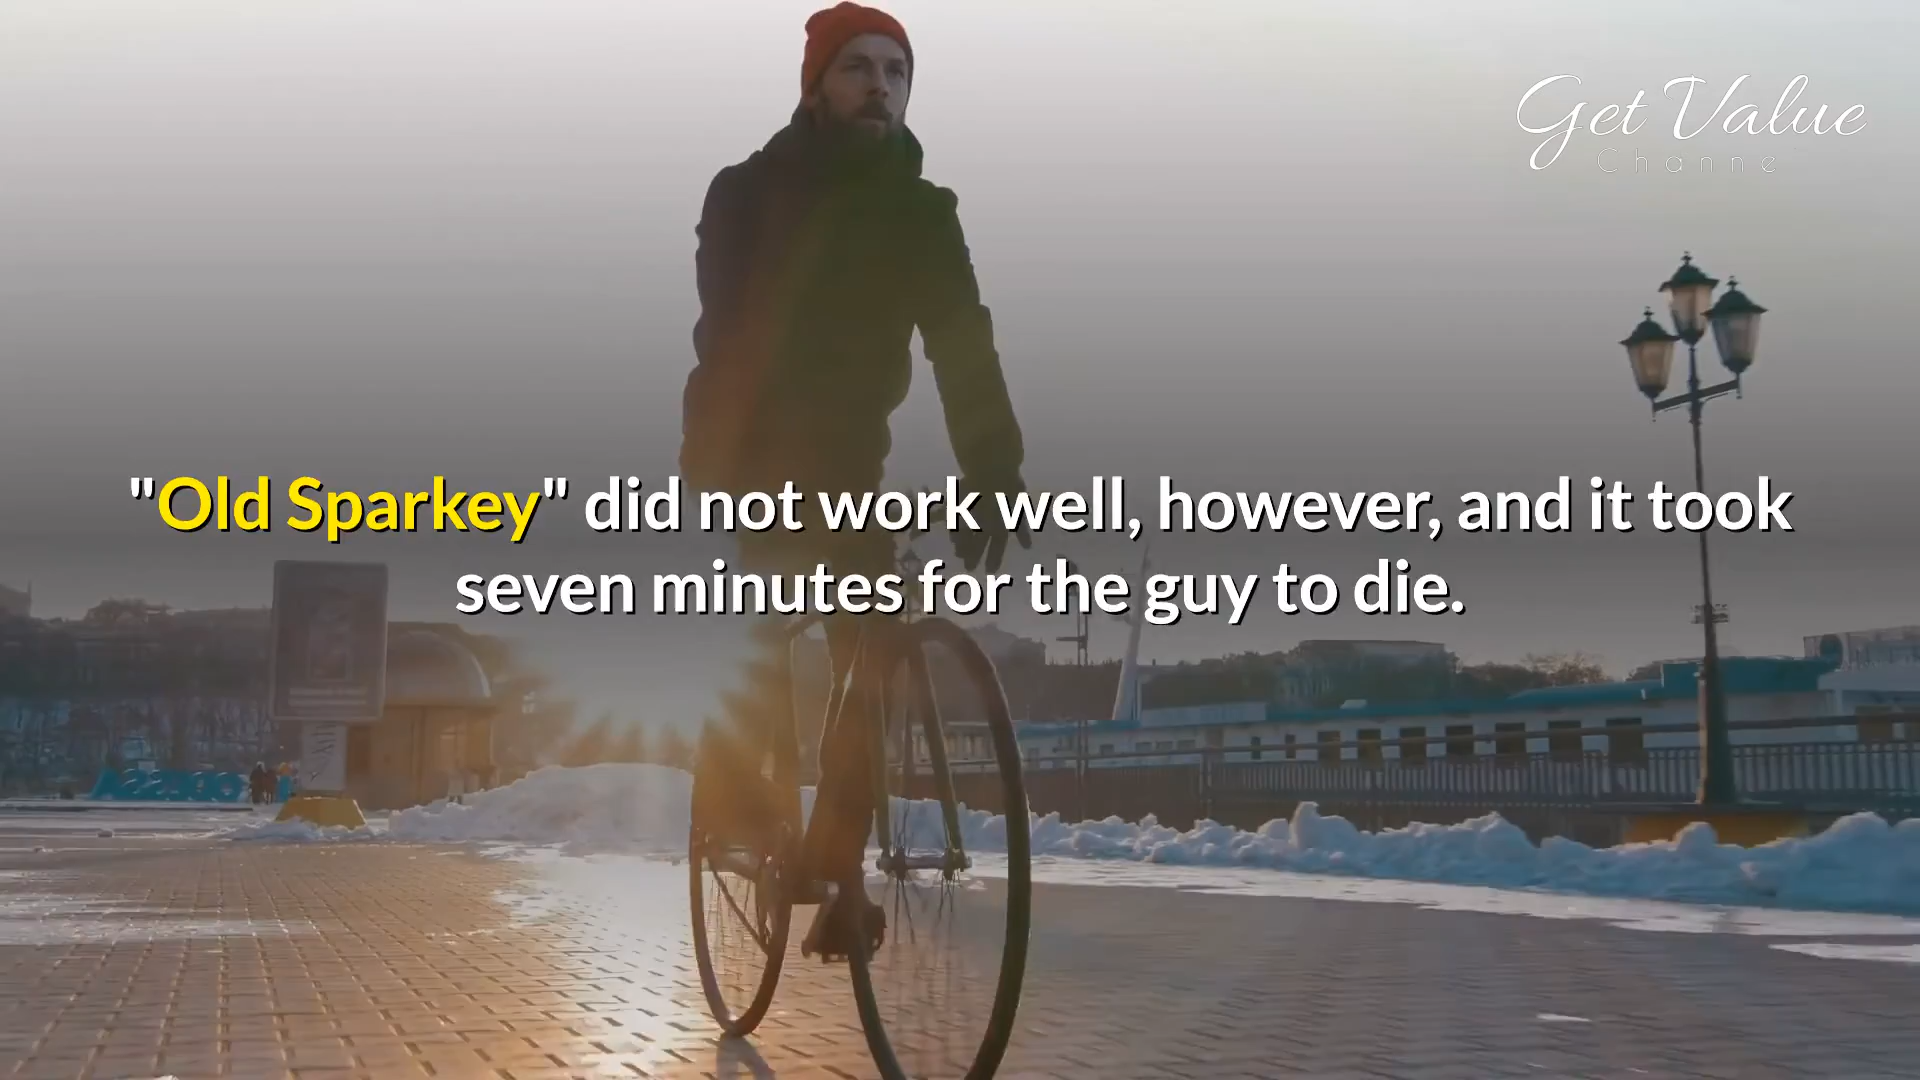 Get Value
Channe
"Old Sparkey" did not work well, however, and it took
seven minutes for the guy to die.